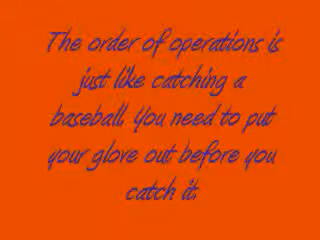 The order of operations is
just like catching a
baseball. You need to put
your glove out before you
catch it.